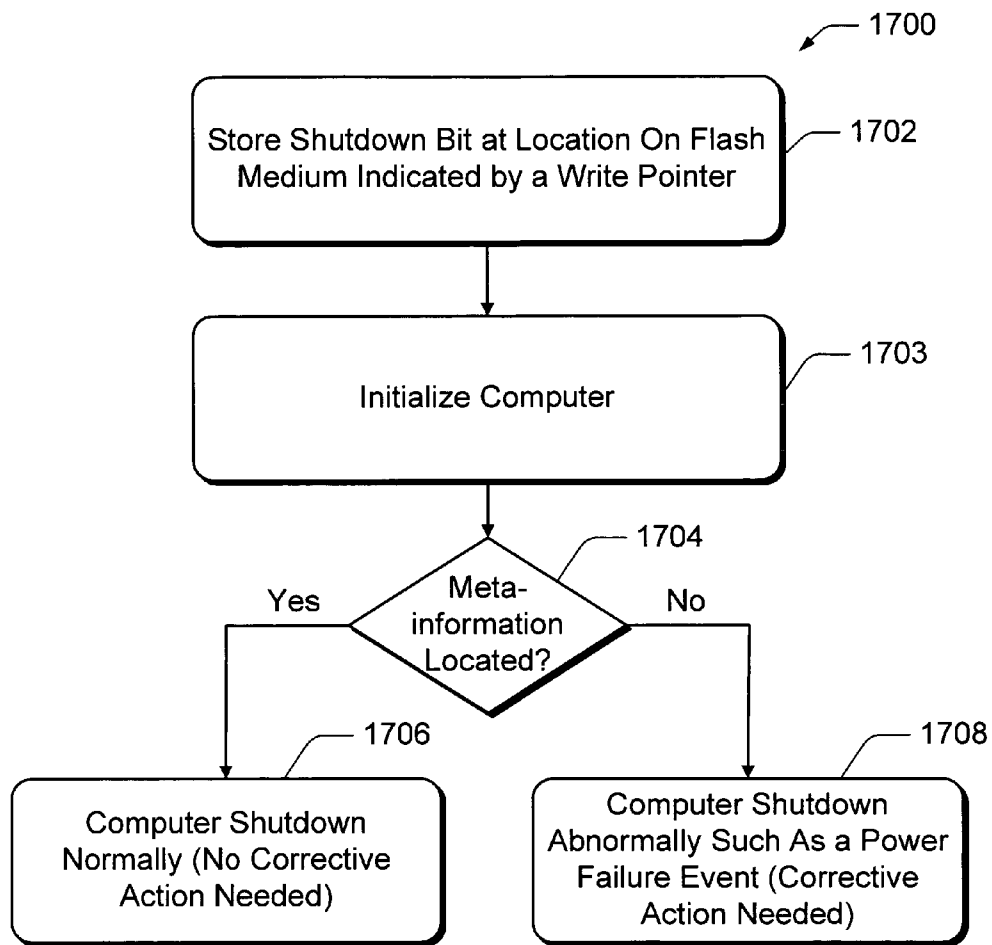 1700
Store Shutdown Bit at Location On Flash
Medium Indicated by a Write Pointer
1702
Initialize Computer
1703
1704
Meta-
information
Located?
Yes
No
1706
Computer Shutdown
Normally (No Corrective
Action Needed)
1708
Computer Shutdown
Abnormally Such As a Power
Failure Event (Corrective
Action Needed)